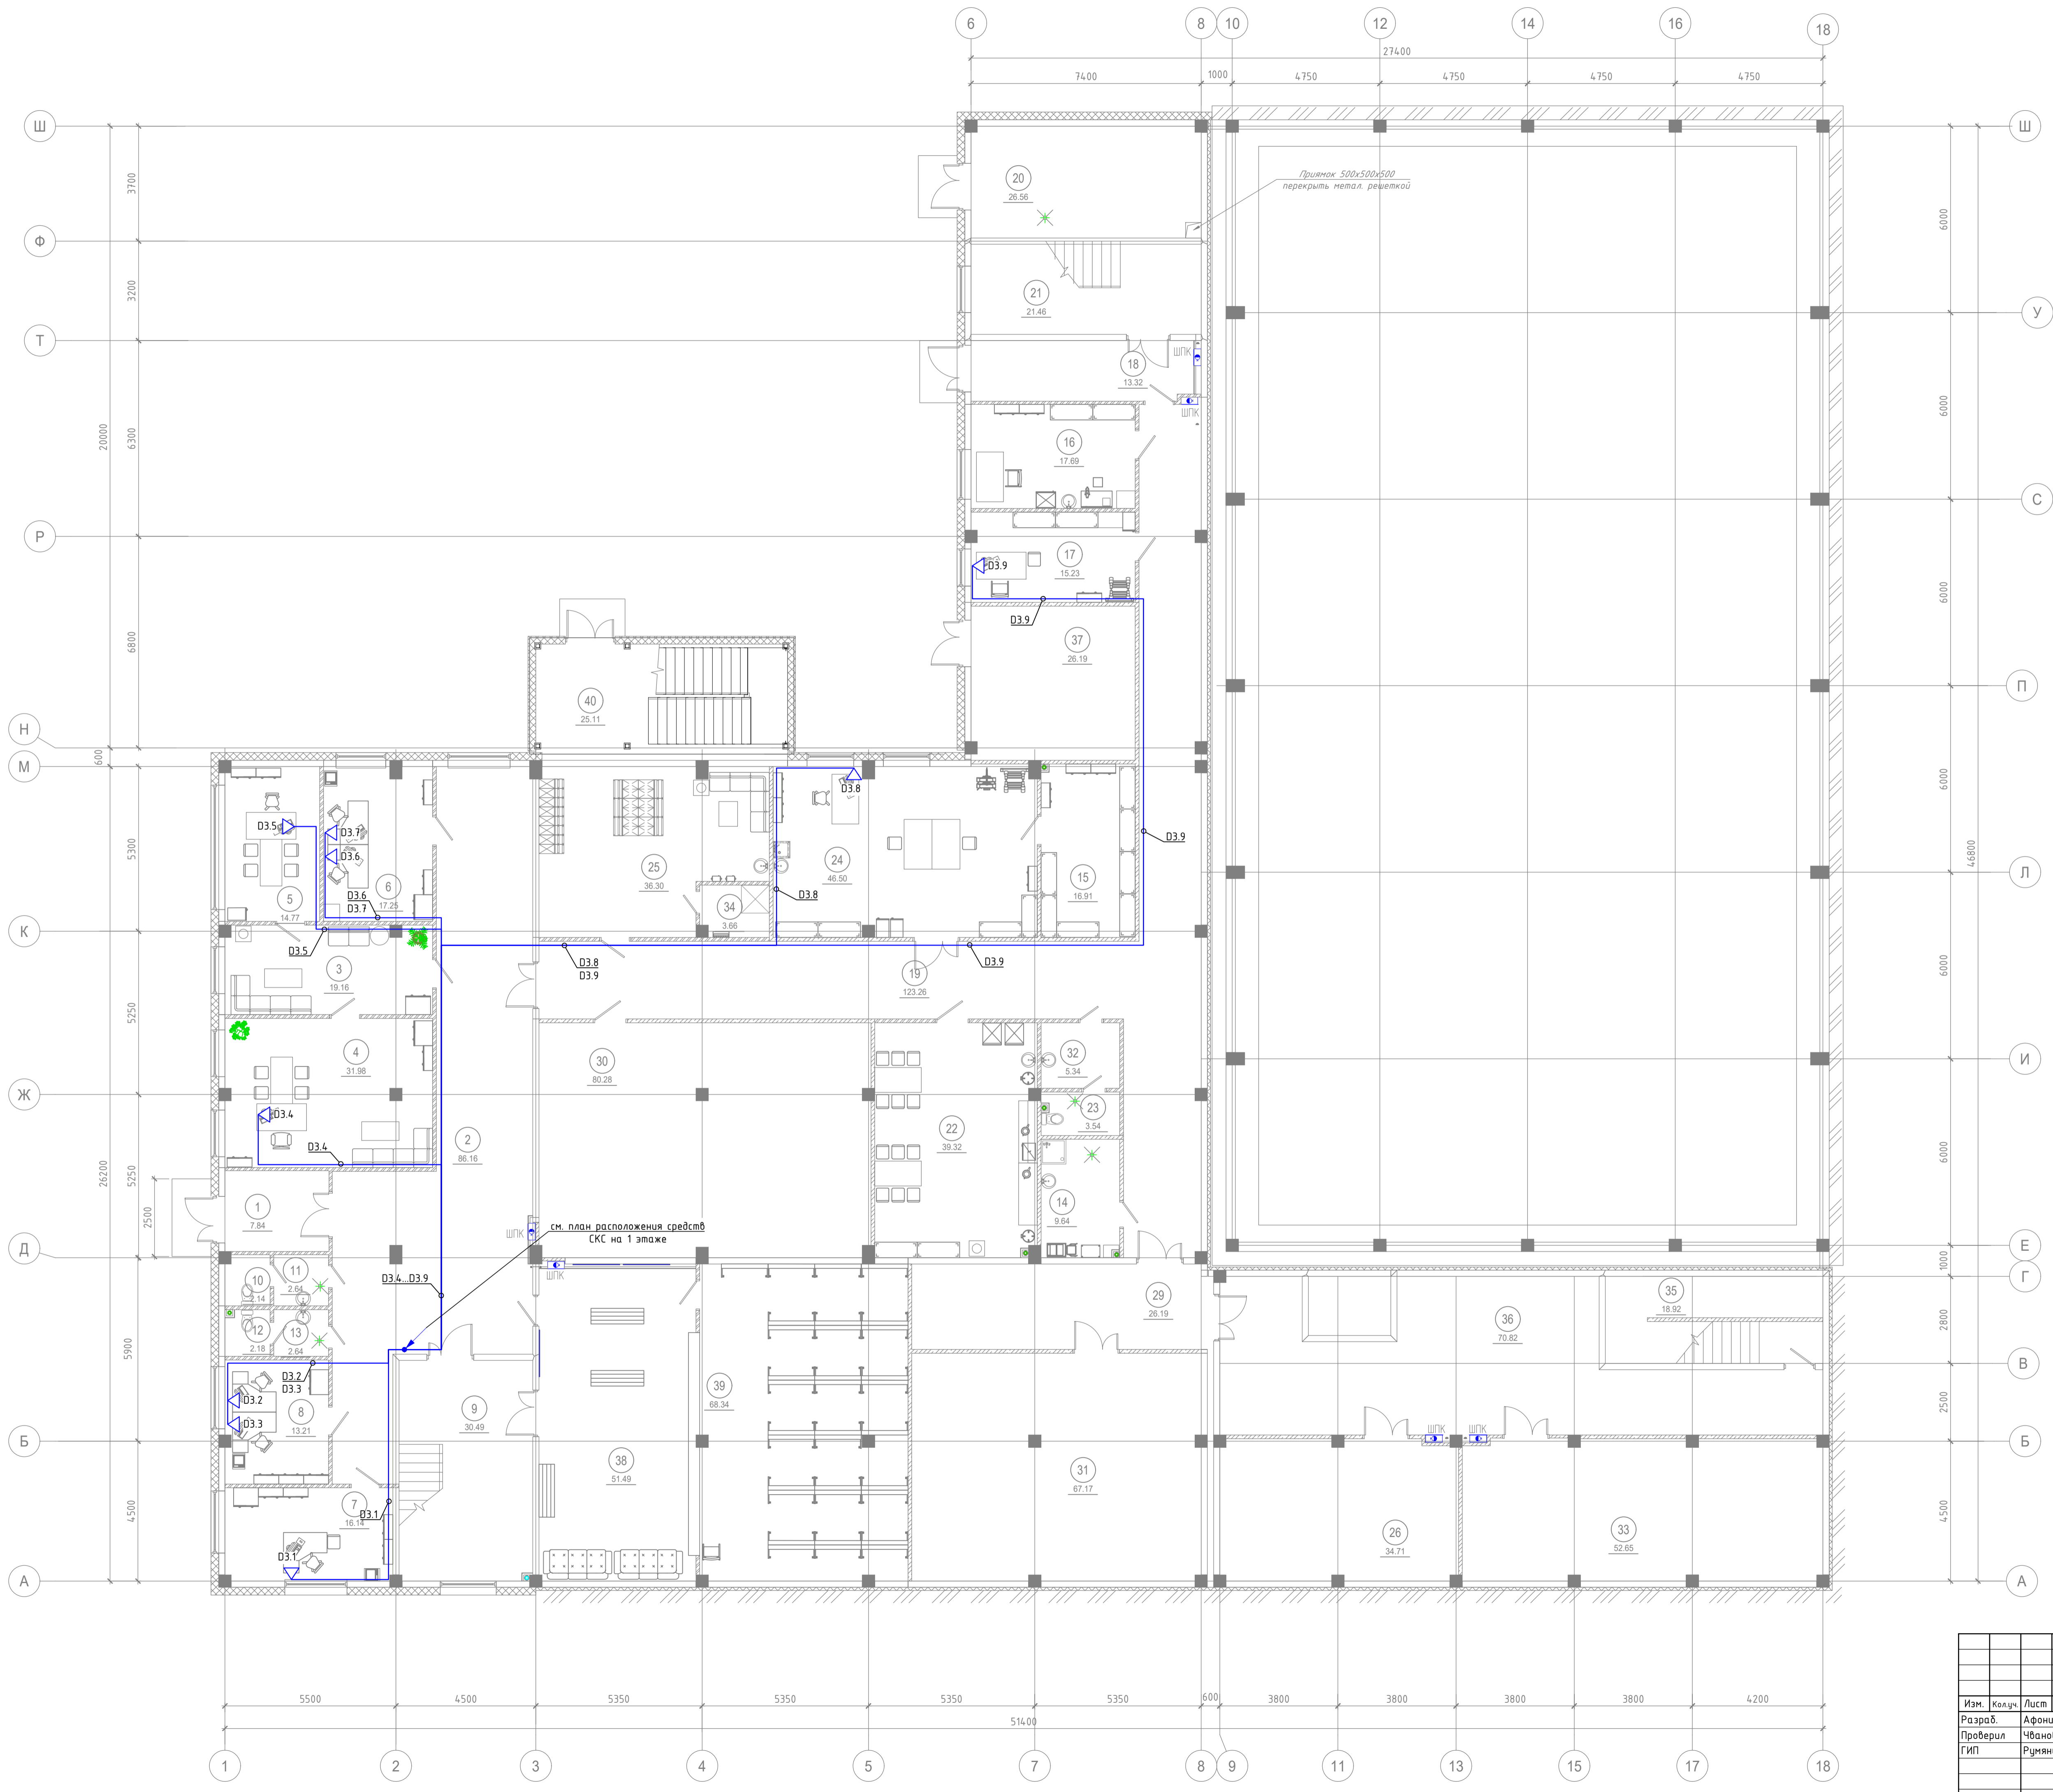 6
8
10
12
14
16
18
27400
7400
1000
4750
4750
4750
4750
Ш
Ш
3700
20
26.56
Приямок 500х500х500
перекрыть метал. решеткой
6000
Ф
3200
21
21.46
У
Т
ШПК
18
13.32
ШПК
20000
6300
6000
16
17.69
С
Р
17
15.23
D3.9
D3.9
6000
6800
37
26.19
П
40
25.11
Н
600
М
D3.8
6000
46800
D3.5
D3.7
D3.6
5300
D3.9
25
36.30
24
46.50
15
16.91
Л
5
14.77
6
17.25
D3.6
D3.7
D3.8
34
3.66
К
D3.5
D3.8
D3.9
D3.9
3
19.16
19
123.26
6000
5250
4
31.98
30
80.28
32
5.34
И
Ж
D3.4
23
3.54
D3.4
2
86.16
22
39.32
6000
26200
5250
2500
1
7.84
14
9.64
ШПК
см. план расположения средств
СКС на 1 этаже
Д
Е
1000
Г
ШПК
10
2.14
11
2.64
D3.4...D3.9
29
26.19
35
18.92
36
70.82
2800
12
2.18
13
2.64
5900
В
D3.2
D3.3
D3.2
D3.3
8
13.21
9
30.49
39
68.34
2500
ШПК
ШПК
Б
Б
38
51.49
31
67.17
4500
4500
7
16.14
D3.1
26
34.71
33
52.65
D3.1
А
А
5500
4500
5350
5350
5350
5350
600
3800
3800
3800
3800
4200
51400
1
2
3
4
5
7
8
9
11
13
15
17
18
Изм.
Кол.уч.
Лист
Разраб.
Проверил
ГИП